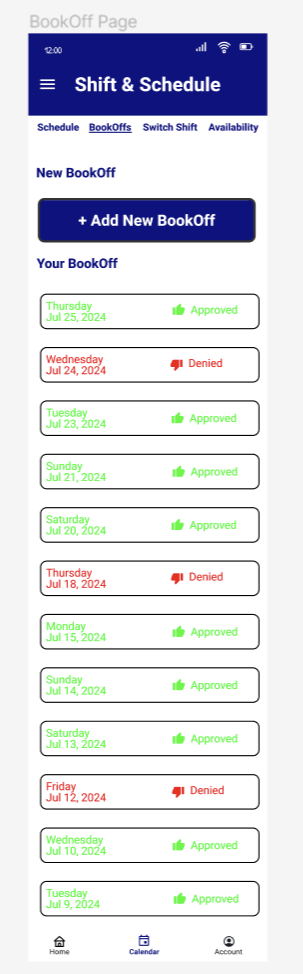 BookOff Page
12:00
Shift & Schedule
Schedule BookOffs Switch Shift Availability
New BookOff
+ Add New BookOff
Your BookOff
Thursday
Jul 25, 2024
Approved
Wednesday
Jul 24, 2024
Denied
Tuesday
Jul 23, 2024
Approved
Sunday
Jul 21, 2024
Approved
Saturday
Jul 20, 2024
Approved
Thursday
Jul 18, 2024
Denied
Monday
Jul 15, 2024
Approved
Sunday
Jul 14, 2024
Approved
Saturday
Jul 13, 2024
Approved
Friday
Jul 12, 2024
Denied
Wednesday
Jul 10, 2024
Approved
Tuesday
Jul 9, 2024
Approved
Home Calendar Account